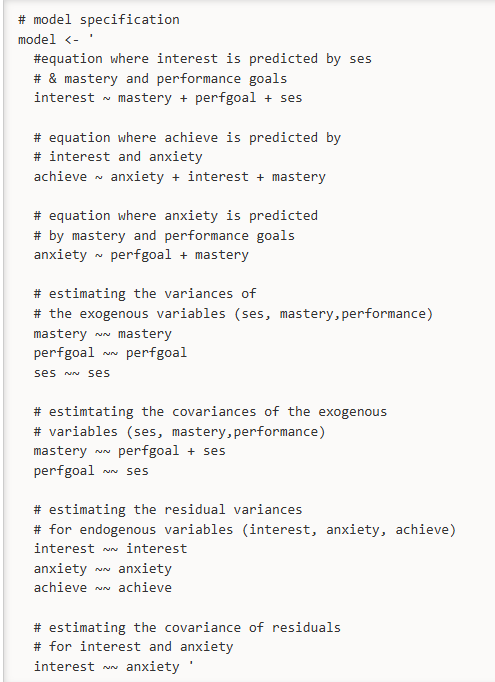 # model specification
model <- '
#equation where interest is predicted by ses
# & mastery and performance goals
interest ~ mastery + perfgoal + ses
# equation where achieve is predicted by
# interest and anxiety
achieve ~ anxiety + interest + mastery
# equation where anxiety is predicted
# by mastery and performance goals
anxiety ~ perfgoal + mastery
# estimating the variances of
# the exogenous variables (ses, mastery,performance)
mastery ~~ mastery
perfgoal ~~ perfgoal
ses ~~ ses
# estimtating the covariances of the exogenous
# variables (ses, mastery,performance)
mastery ~~ perfgoal + ses
perfgoal ~~ ses
# estimating the residual variances
# for endogenous variables (interest, anxiety, achieve)
interest ~~ interest
anxiety ~~ anxiety
achieve ~~ achieve
# estimating the covariance of residuals
# for interest and anxiety
interest ~~ anxiety '